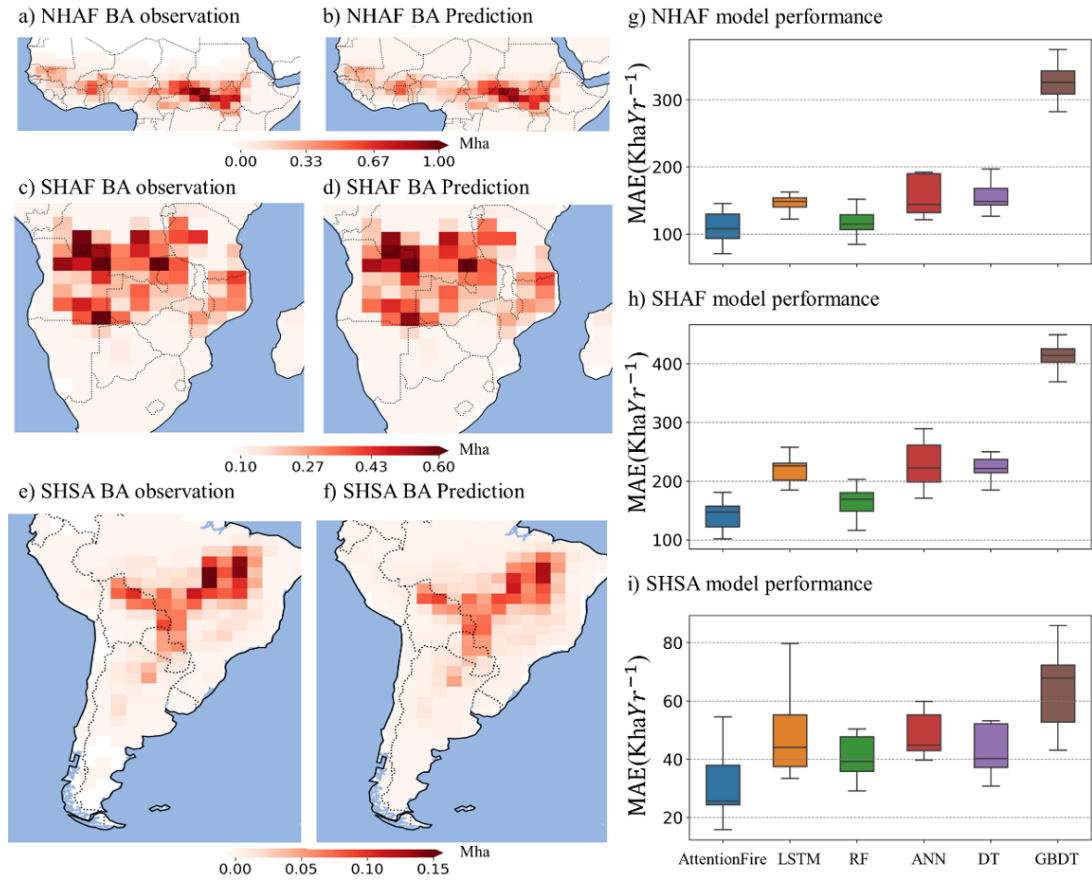 a) NHAF BA observation
b) NHAF BA Prediction
0.00 0.33 0.67 1.00
Mha
c) SHAF BA observation
d) SHAF BA Prediction
0.10 0.27 0.43 0.60
Mha
e) SHSA BA observation
f) SHSA BA Prediction
0.00 0.05 0.10 0.15
Mha
g) NHAF model performance
MAE(KhaYr⁻¹)
300
200
100
h) SHAF model performance
MAE(KhaYr⁻¹)
400
300
200
100
i) SHSA model performance
MAE(KhaYr⁻¹)
80
60
40
20
AttentionFire LSTM RF ANN DT GBDT